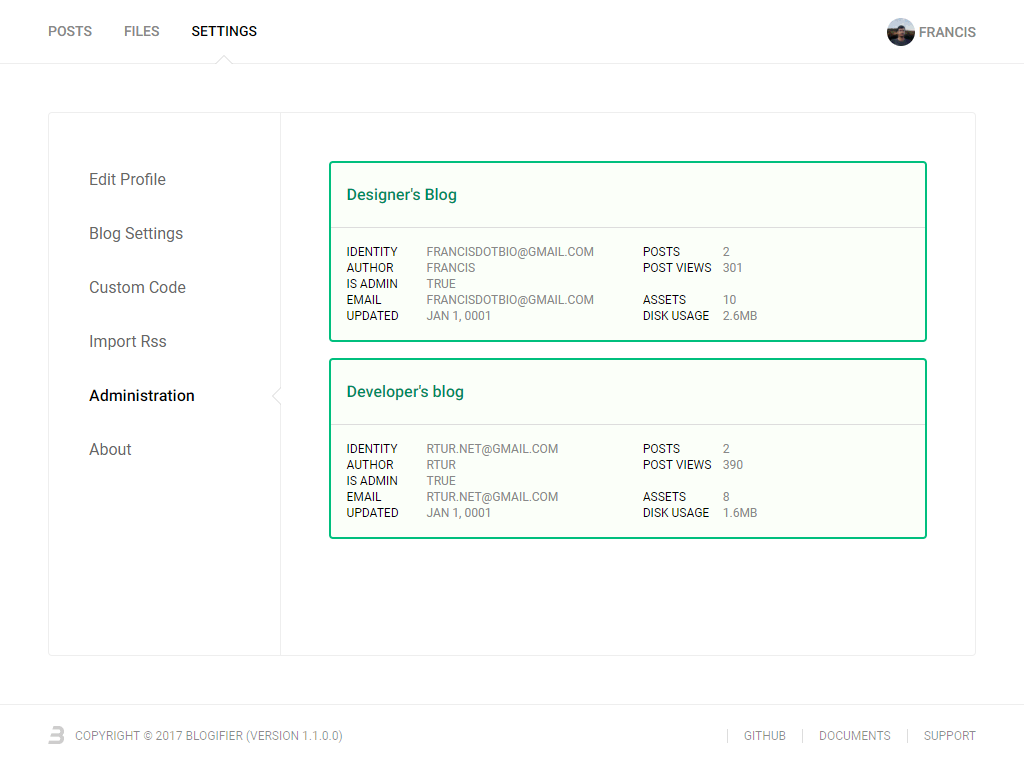 POSTS FILES SETTINGS FRANCIS
Edit Profile
Blog Settings
Custom Code
Import Rss
Administration
About
Designer's Blog
IDENTITY FRANCISDOTBIO@GMAIL.COM POSTS 2
AUTHOR FRANCIS POST VIEWS 301
IS ADMIN TRUE
EMAIL FRANCISDOTBIO@GMAIL.COM ASSETS 10
UPDATED JAN 1, 0001 DISK USAGE 2.6MB
Developer's blog
IDENTITY RTUR.NET@GMAIL.COM POSTS 2
AUTHOR RTUR POST VIEWS 390
IS ADMIN TRUE
EMAIL RTUR.NET@GMAIL.COM ASSETS 8
UPDATED JAN 1, 0001 DISK USAGE 1.6MB
COPYRIGHT © 2017 BLOGIFIER (VERSION 1.1.0.0) GITHUB DOCUMENTS SUPPORT